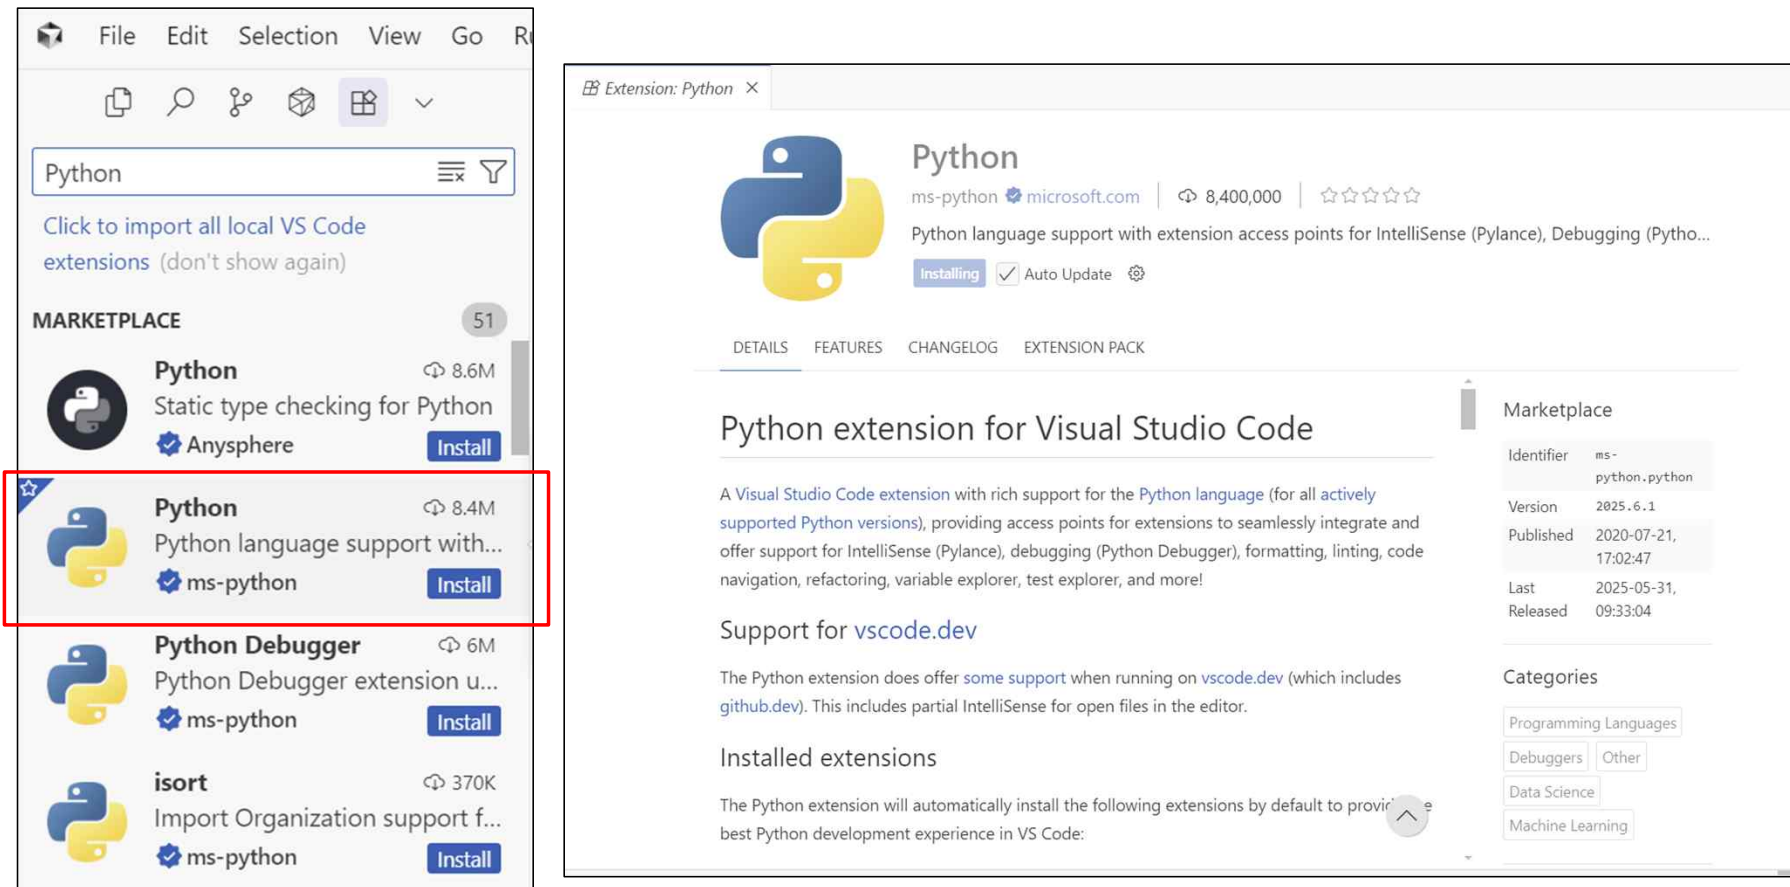 File Edit Selection View Go
Python
Click to import all local VS Code
extensions (don't show again)
MARKETPLACE 51
Python 8.6M
Static type checking for Python
Anysphere Install
Python 8.4M
Python language support with...
ms-python Install
Python Debugger 6M
Python Debugger extension u...
ms-python Install
isort 370K
Import Organization support f...
ms-python Install
Extension: Python
Python
ms-python microsoft.com 8,400,000
Python language support with extension access points for IntelliSense (Pylance), Debugging (Pytho...
Installing Auto Update
DETAILS FEATURES CHANGELOG EXTENSION PACK
Python extension for Visual Studio Code
A Visual Studio Code extension with rich support for the Python language (for all actively
supported Python versions), providing access points for extensions to seamlessly integrate and
offer support for IntelliSense (Pylance), debugging (Python Debugger), formatting, linting, code
navigation, refactoring, variable explorer, test explorer, and more!
Support for vscode.dev
The Python extension does offer some support when running on vscode.dev (which includes
github.dev). This includes partial IntelliSense for open files in the editor.
Installed extensions
The Python extension will automatically install the following extensions by default to
best Python development experience in VS Code:
Marketplace
Identifier ms-
python.python
Version 2025.6.1
Published 2020-07-21,
17:02:47
Last 2025-05-31,
Released 09:33:04
Categories
Programming Languages
Debuggers Other
Data Science
Machine Learning